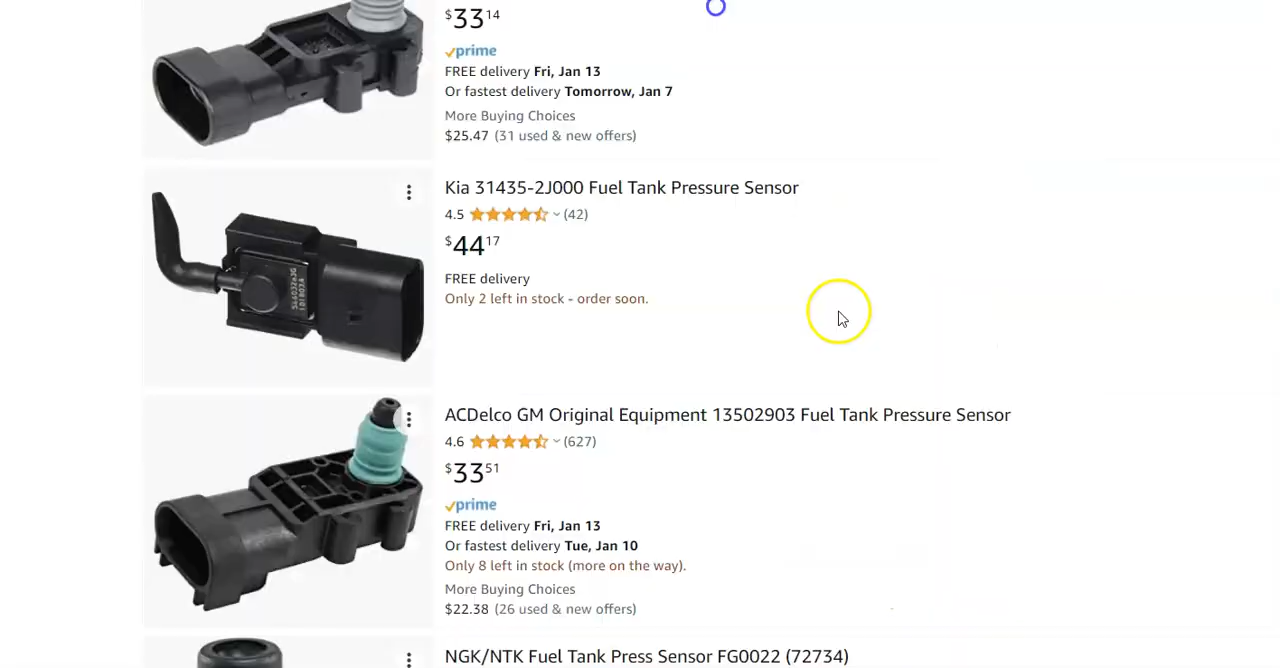 $33 14
prime
FREE delivery Fri, Jan 13
Or fastest delivery Tomorrow, Jan 7
More Buying Choices
$25.47 (31 used & new offers)
Kia 31435-2J000 Fuel Tank Pressure Sensor
4.5 (42)
$44 17
FREE delivery
Only 2 left in stock - order soon.
ACDelco GM Original Equipment 13502903 Fuel Tank Pressure Sensor
4.6 (627)
$33 51
prime
FREE delivery Fri, Jan 13
Or fastest delivery Tue, Jan 10
Only 8 left in stock (more on the way).
More Buying Choices
$22.38 (26 used & new offers)
NGK/NTK Fuel Tank Press Sensor FG0022 (72734)